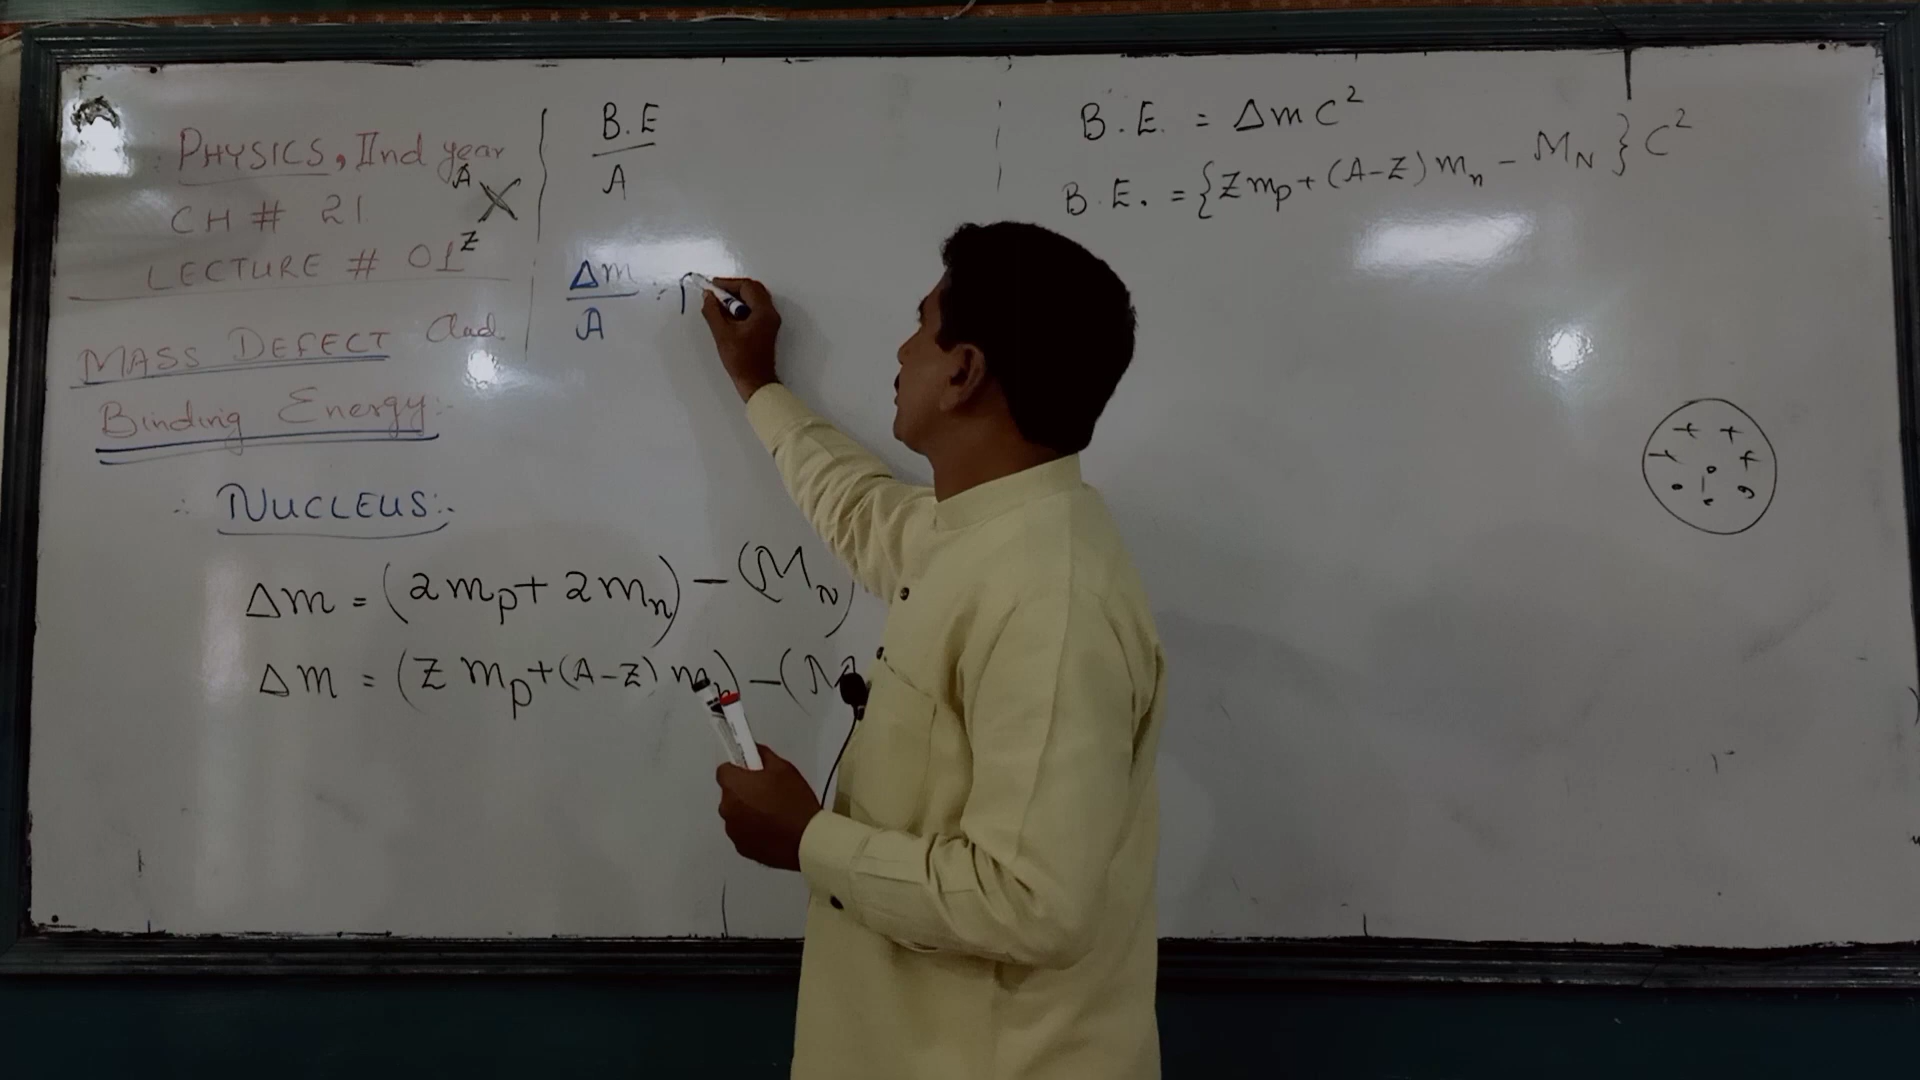 PHYSICS, IInd year
CH # 21
LECTURE # 01
A
X
Z
MASS DEFECT And
Binding Energy:-
∴ NUCLEUS:-
Δm = (2mp + 2mn) - (MN)
Δm = (Z mp + (A-Z) mn) - (M
B.E
A
Δm
A
B.E. = ΔmC²
B.E. = {Zmp + (A-Z)mn - MN}C²
+ +
+ +